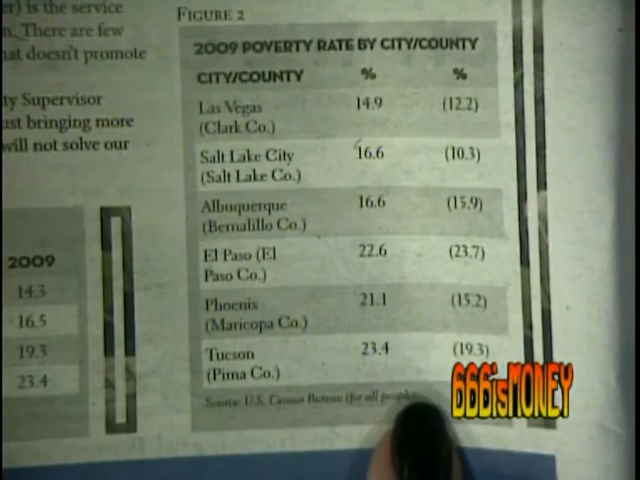 er) is the service
n. There are few
nat doesn't promote
ty Supervisor
ust bringing more
will not solve our
2009
14.3
16.5
19.3
23.4
FIGURE 2
2009 POVERTY RATE BY CITY/COUNTY
CITY/COUNTY % %
Las Vegas 14.9 (12.2)
(Clark Co.)
Salt Lake City 16.6 (10.3)
(Salt Lake Co.)
Albuquerque 16.6 (15.9)
(Bernalillo Co.)
El Paso (El 22.6 (23.7)
Paso Co.)
Phoenix 21.1 (15.2)
(Maricopa Co.)
Tucson 23.4 (19.3)
(Pima Co.)
Source: U.S. Census Bureau (for all people
666isMONEY